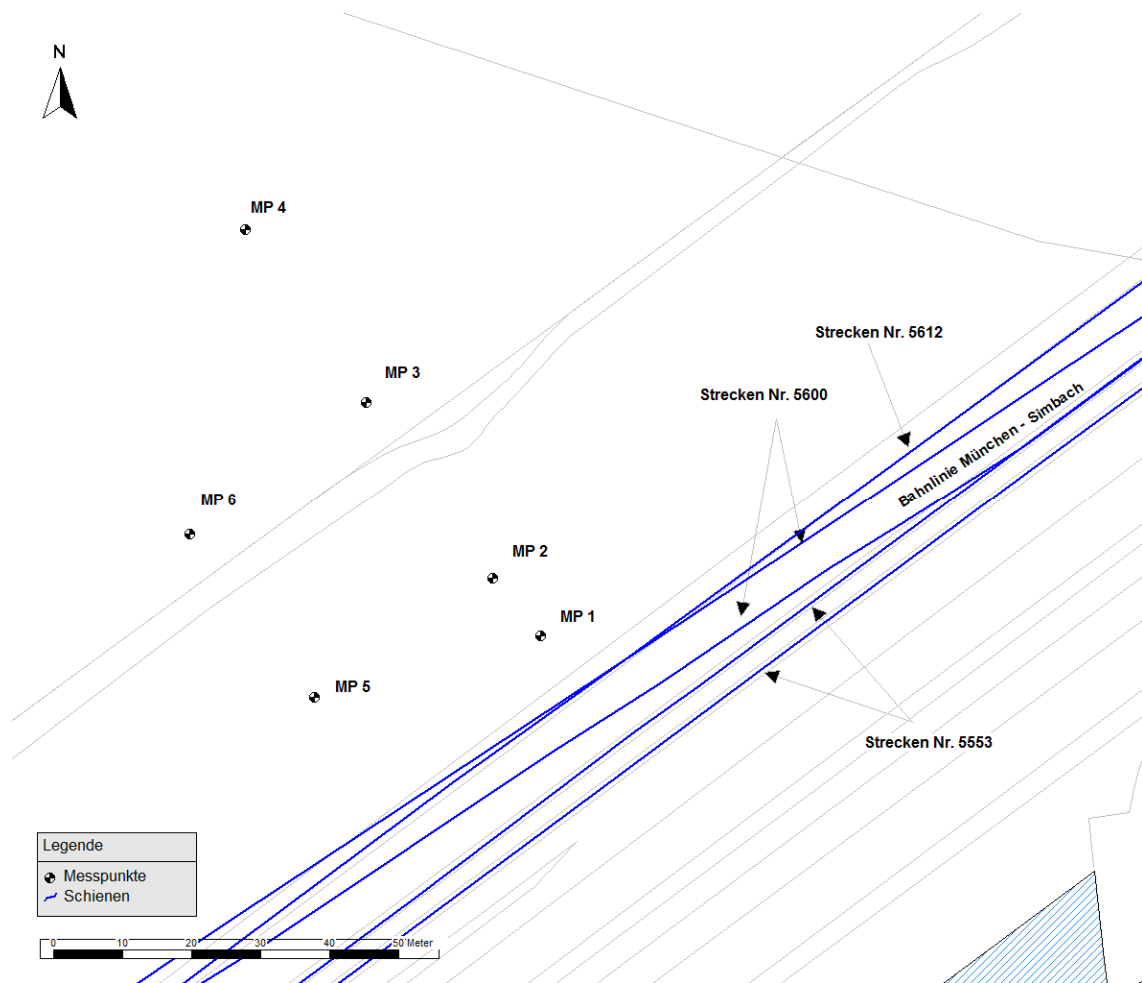 N
MP 4
Strecken Nr. 5612
MP 3
Strecken Nr. 5600
Bahnlinie München - Simbach
MP 6
MP 2
MP 1
MP 5
Strecken Nr. 5553
Legende
Messpunkte
Schienen
0 10 20 30 40 50 Meter